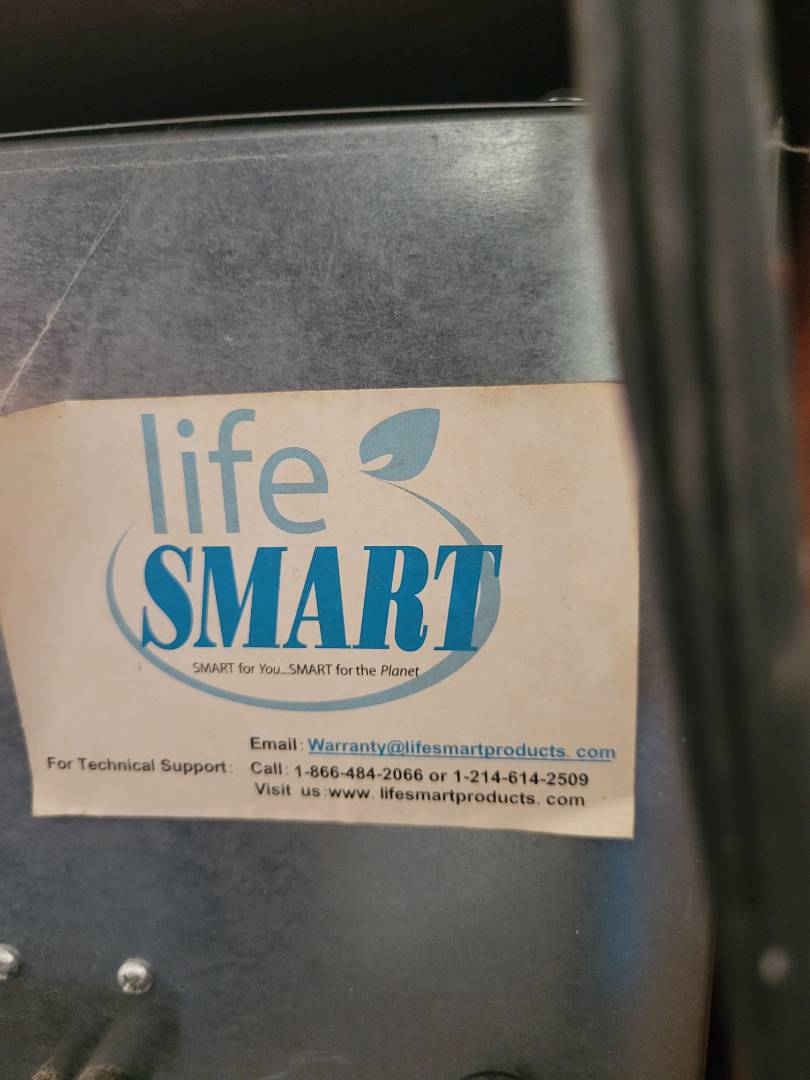 life
SMART
SMART for You...SMART for the Planet
Email: Warranty@lifesmartproducts. com
For Technical Support: Call: 1-866-484-2066 or 1-214-614-2509
Visit us:www. lifesmartproducts. com